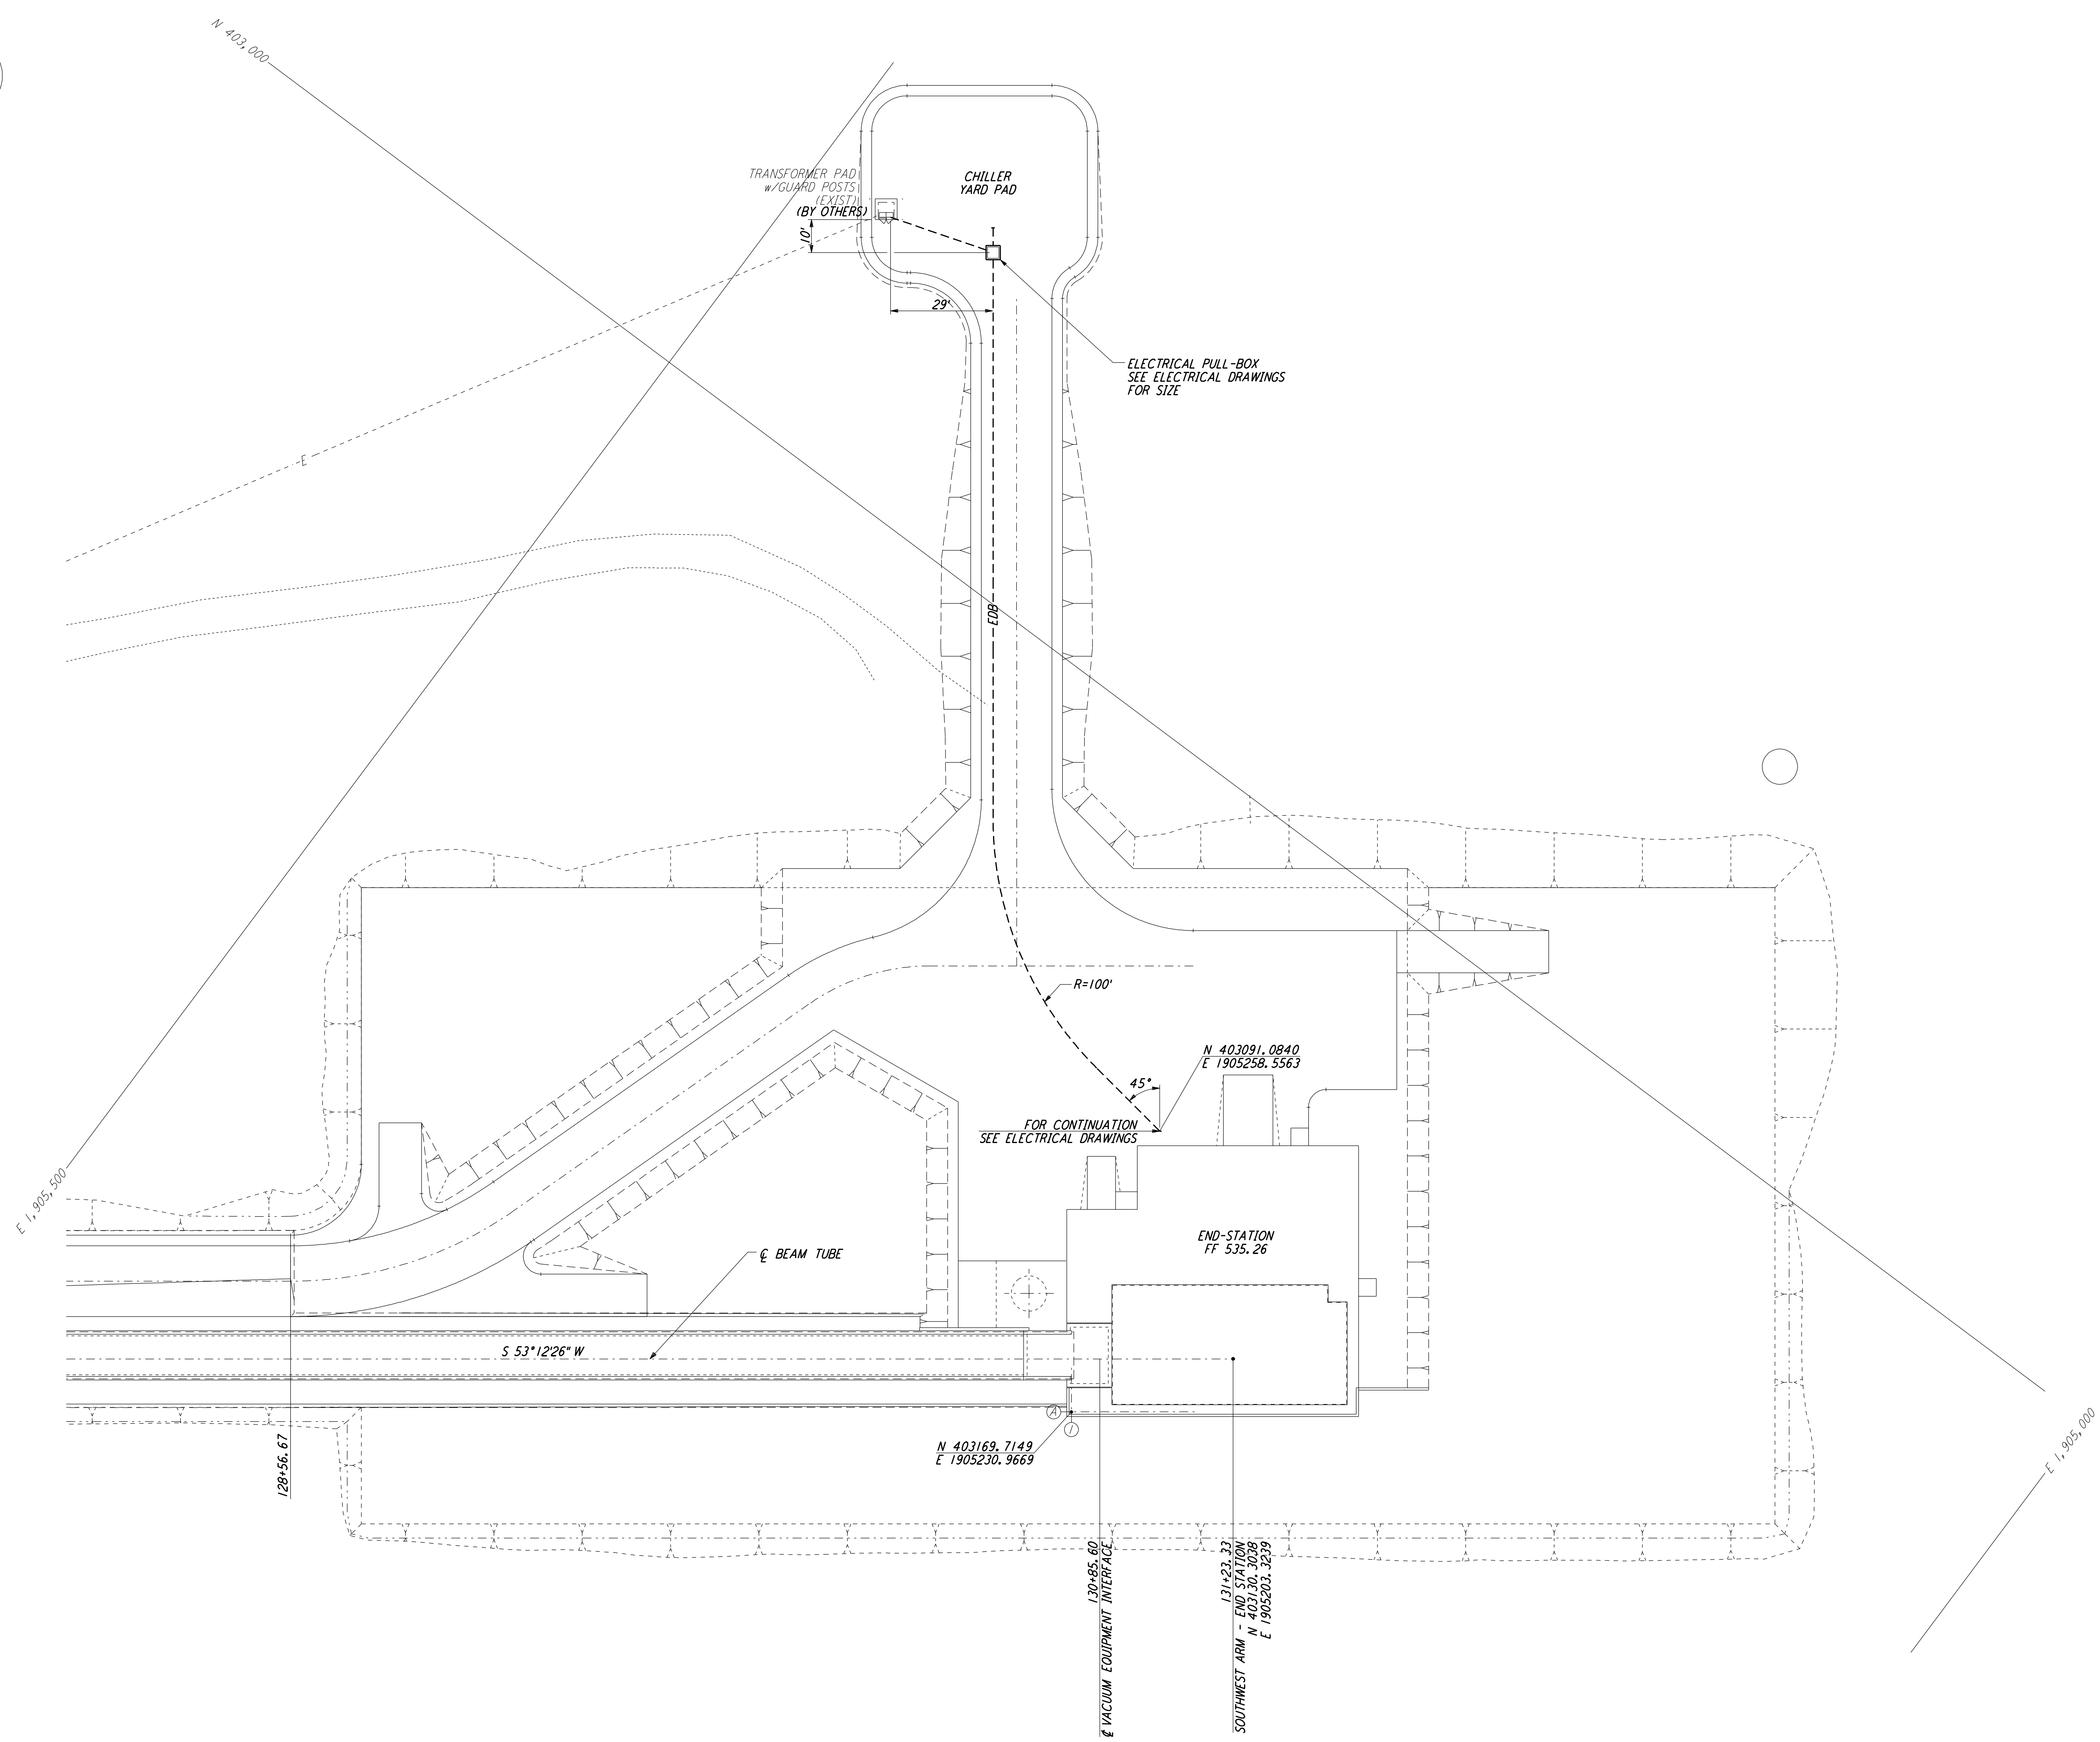 N 403,000
TRANSFORMER PAD
w/GUARD POSTS
(EXIST)
(BY OTHERS)
CHILLER
YARD PAD
10'
29'
ELECTRICAL PULL-BOX
SEE ELECTRICAL DRAWINGS
FOR SIZE
E
EDB
R=100'
N 403091.0840
E 1905258.5563
45°
FOR CONTINUATION
SEE ELECTRICAL DRAWINGS
E 1,905,500
END-STATION
FF 535.26
℄ BEAM TUBE
S 53°12'26" W
A
1
N 403169.7149
E 1905230.9669
128+56.67
130+85.60
℄ VACUUM EQUIPMENT INTERFACE
131+23.33
SOUTHWEST ARM - END STATION
N 403130.3038
E 1905203.3239
E 1,905,000